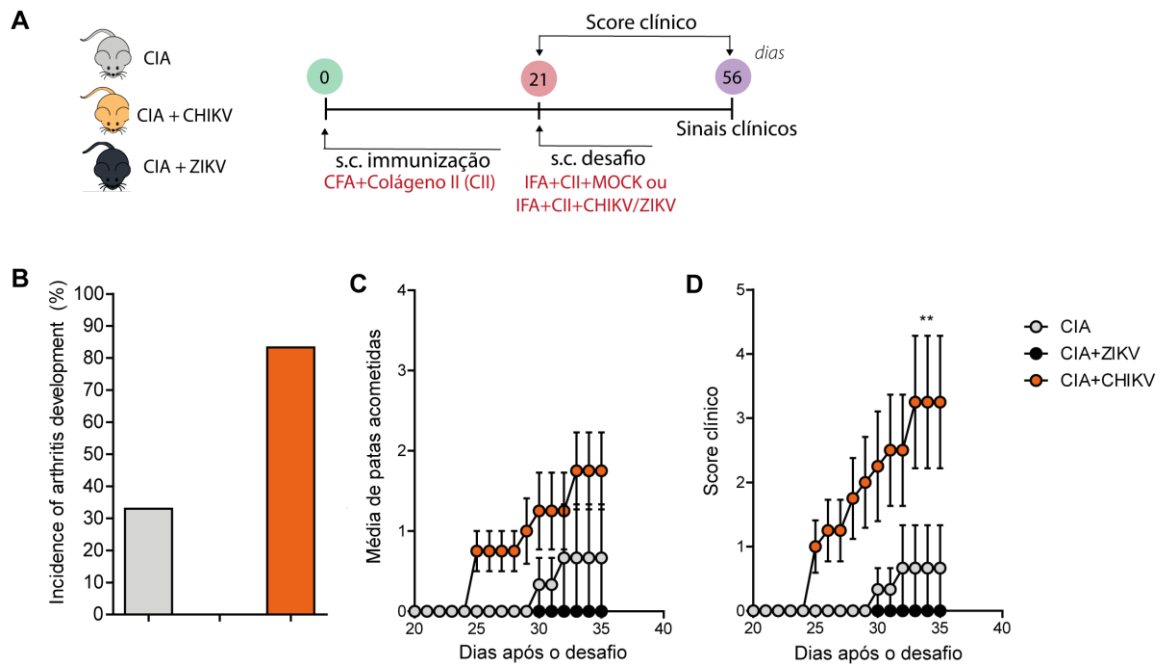 A
CIA
CIA + CHIKV
CIA + ZIKV
Score clínico
dias
0
21
56
Sinais clínicos
s.c. immunização
CFA+Colágeno II (CII)
s.c. desafio
IFA+CII+MOCK ou
IFA+CII+CHIKV/ZIKV
B
Incidence of arthritis development (%)
100
90
80
70
60
50
40
30
20
10
0
C
Média de patas acometidas
4
3
2
1
0
20
25
30
35
40
Dias após o desafio
D
Score clínico
5
4
3
2
1
0
**
20
25
30
35
40
Dias após o desafio
CIA
CIA+ZIKV
CIA+CHIKV